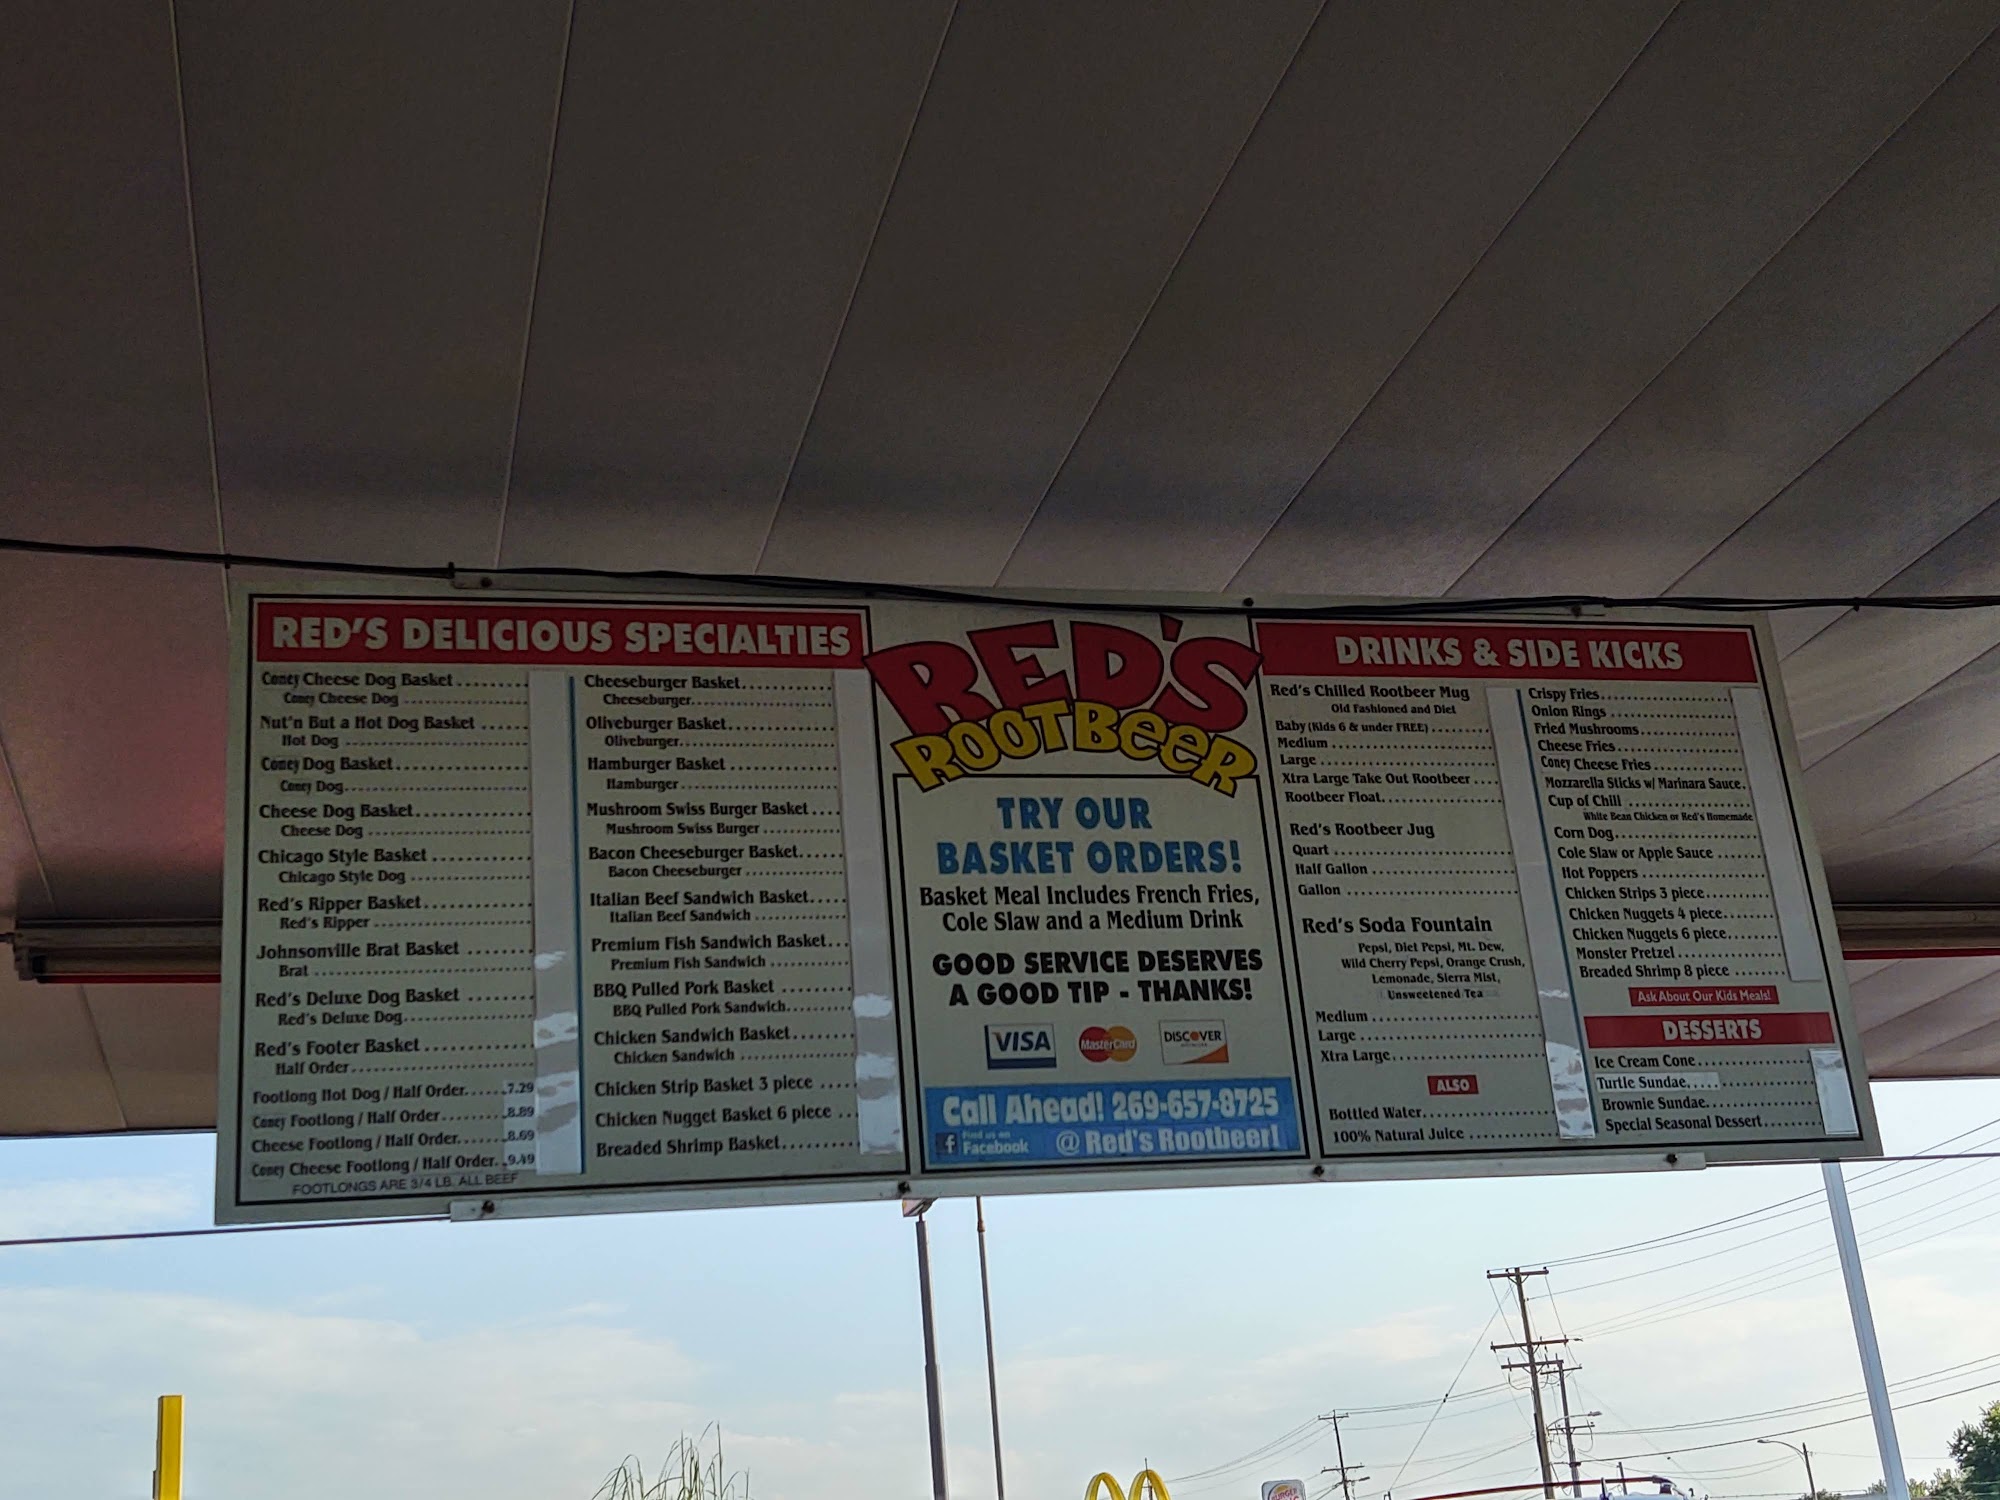 RED'S DELICIOUS SPECIALTIES
Coney Cheese Dog Basket
Coney Cheese Dog
Nut'n But a Hot Dog Basket
Hot Dog
Coney Dog Basket
Coney Dog
Cheese Dog Basket
Cheese Dog
Chicago Style Basket
Chicago Style Dog
Red's Ripper Basket
Red's Ripper
Johnsonville Brat Basket
Brat
Red's Deluxe Dog Basket
Red's Deluxe Dog
Red's Footer Basket
Half Order
Footlong Hot Dog / Half Order 7.29
Coney Footlong / Half Order 8.89
Cheese Footlong / Half Order 8.69
Coney Cheese Footlong / Half Order 9.49
FOOTLONGS ARE 3/4 LB. ALL BEEF
Cheeseburger Basket
Cheeseburger
Oliveburger Basket
Oliveburger
Hamburger Basket
Hamburger
Mushroom Swiss Burger Basket
Mushroom Swiss Burger
Bacon Cheeseburger Basket
Bacon Cheeseburger
Italian Beef Sandwich Basket
Italian Beef Sandwich
Premium Fish Sandwich Basket
Premium Fish Sandwich
BBQ Pulled Pork Basket
BBQ Pulled Pork Sandwich
Chicken Sandwich Basket
Chicken Sandwich
Chicken Strip Basket 3 piece
Chicken Nugget Basket 6 piece
Breaded Shrimp Basket
RED'S
ROOTBEER
TRY OUR
BASKET ORDERS!
Basket Meal Includes French Fries,
Cole Slaw and a Medium Drink
GOOD SERVICE DESERVES
A GOOD TIP - THANKS!
VISA MasterCard DISCOVER
Call Ahead! 269-657-8725
f Find us on
Facebook @ Red's Rootbeer!
DRINKS & SIDE KICKS
Red's Chilled Rootbeer Mug
Old Fashioned and Diet
Baby (Kids 6 & under FREE)
Medium
Large
Xtra Large Take Out Rootbeer
Rootbeer Float
Red's Rootbeer Jug
Quart
Half Gallon
Gallon
Red's Soda Fountain
Pepsi, Diet Pepsi, Mt. Dew,
Wild Cherry Pepsi, Orange Crush,
Lemonade, Sierra Mist,
Unsweetened Tea
Medium
Large
Xtra Large
ALSO
Bottled Water
100% Natural Juice
Crispy Fries
Onion Rings
Fried Mushrooms
Cheese Fries
Coney Cheese Fries
Mozzarella Sticks w/ Marinara Sauce
Cup of Chili
White Bean Chicken or Red's Homemade
Corn Dog
Cole Slaw or Apple Sauce
Hot Poppers
Chicken Strips 3 piece
Chicken Nuggets 4 piece
Chicken Nuggets 6 piece
Monster Pretzel
Breaded Shrimp 8 piece
Ask About Our Kids Meals!
DESSERTS
Ice Cream Cone
Turtle Sundae
Brownie Sundae
Special Seasonal Dessert
BURGER